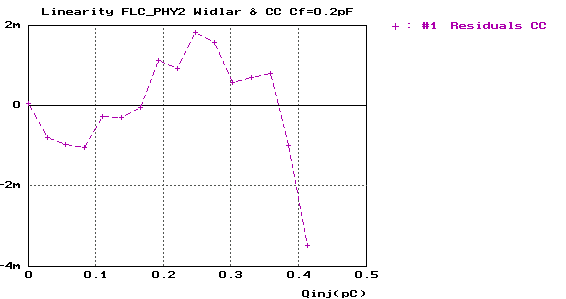 Linearity FLC_PHY2 Widlar & CC Cf=0.2pF
+ : #1 Residuals CC
2m
0
-2m
-4m
0 0.1 0.2 0.3 0.4 0.5
Qinj(pC)